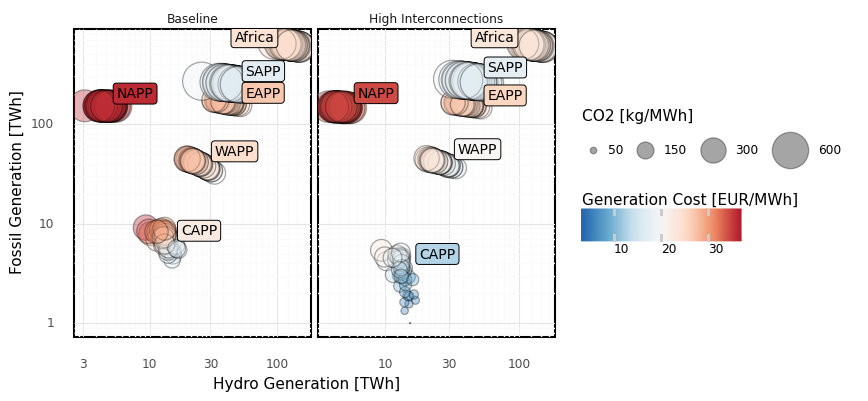 Baseline
High Interconnections
Fossil Generation [TWh]
100
10
1
Africa
SAPP
NAPP
EAPP
WAPP
CAPP
Africa
SAPP
NAPP
EAPP
WAPP
CAPP
3 10 30 100
10 30 100
Hydro Generation [TWh]
CO2 [kg/MWh]
50 150 300 600
Generation Cost [EUR/MWh]
10 20 30